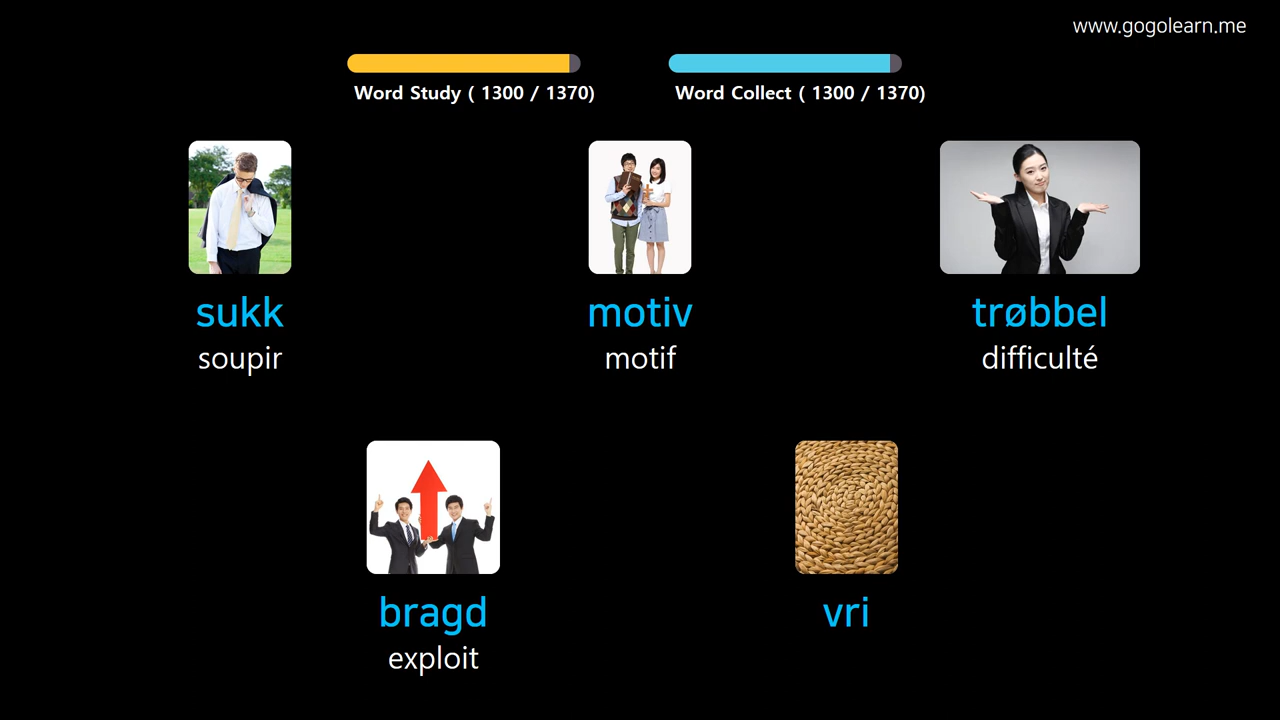 www.gogolearn.me
Word Study ( 1300 / 1370)
Word Collect ( 1300 / 1370)
sukk
soupir
motiv
motif
trøbbel
difficulté
bragd
exploit
vri